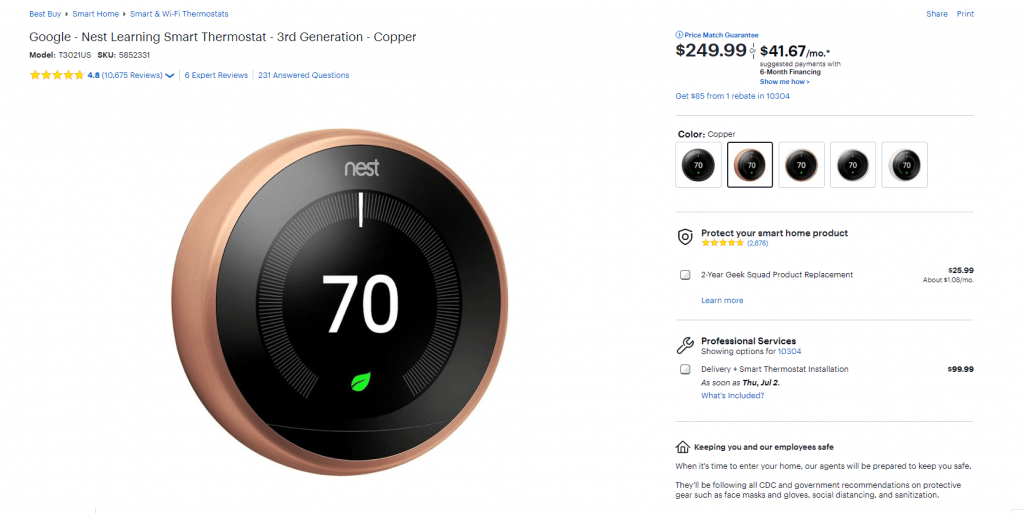 Best Buy ▸ Smart Home ▸ Smart & Wi-Fi Thermostats
Share Print
Google - Nest Learning Smart Thermostat - 3rd Generation - Copper
Model: T3021US SKU: 5852331
4.8 (10,675 Reviews)
6 Expert Reviews
231 Answered Questions
nest
70
Price Match Guarantee
$249.99 or $41.67/mo.*
suggested payments with
6-Month Financing
Show me how >
Get $85 from 1 rebate in 10304
Color: Copper
70 70 70 70 70
Protect your smart home product
(2,678)
2-Year Geek Squad Product Replacement $25.99
About $1.08/mo.
Learn more
Professional Services
Showing options for 10304
Delivery + Smart Thermostat Installation $99.99
As soon as Thu, Jul 2.
What's Included?
Keeping you and our employees safe
When it's time to enter your home, our agents will be prepared to keep you safe.
They'll be following all CDC and government recommendations on protective
gear such as face masks and gloves, social distancing, and sanitization.